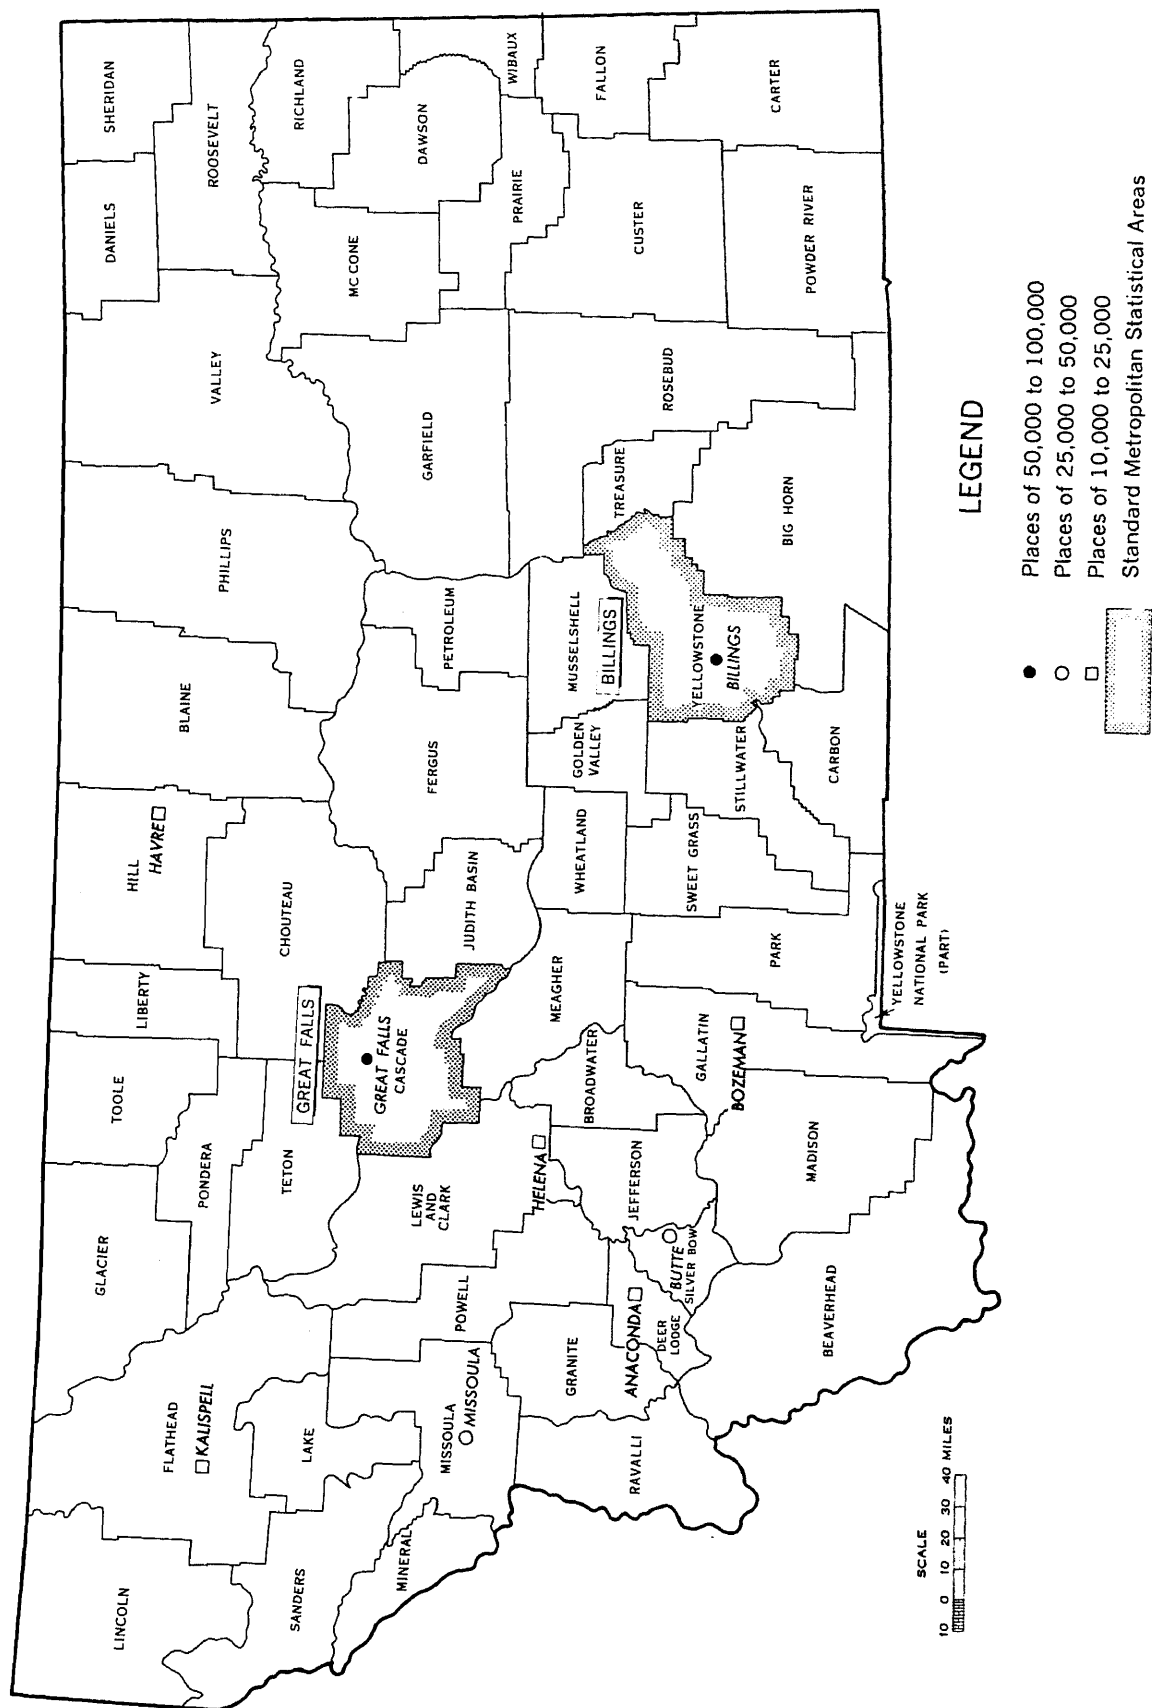 LINCOLN
FLATHEAD
KALISPELL
GLACIER
TOOLE
LIBERTY
HILL
HAVRE
BLAINE
PHILLIPS
VALLEY
DANIELS
SHERIDAN
ROOSEVELT
SANDERS
LAKE
PONDERA
TETON
CHOUTEAU
RICHLAND
MC CONE
DAWSON
GREAT FALLS
GREAT FALLS
CASCADE
MINERAL
MISSOULA
MISSOULA
POWELL
LEWIS
AND
CLARK
JUDITH BASIN
FERGUS
PETROLEUM
GARFIELD
PRAIRIE
WIBAUX
RAVALLI
GRANITE
HELENA
BROADWATER
MEAGHER
WHEATLAND
GOLDEN
VALLEY
MUSSELSHELL
TREASURE
ROSEBUD
CUSTER
FALLON
ANACONDA
DEER
LODGE
BUTTE
SILVER BOW
JEFFERSON
GALLATIN
BOZEMAN
PARK
SWEET GRASS
STILLWATER
BILLINGS
YELLOWSTONE
BILLINGS
BEAVERHEAD
MADISON
CARBON
BIG HORN
POWDER RIVER
CARTER
YELLOWSTONE
NATIONAL PARK
(PART)
SCALE
10 0 10 20 30 40 MILES
LEGEND
Places of 50,000 to 100,000
Places of 25,000 to 50,000
Places of 10,000 to 25,000
Standard Metropolitan Statistical Areas